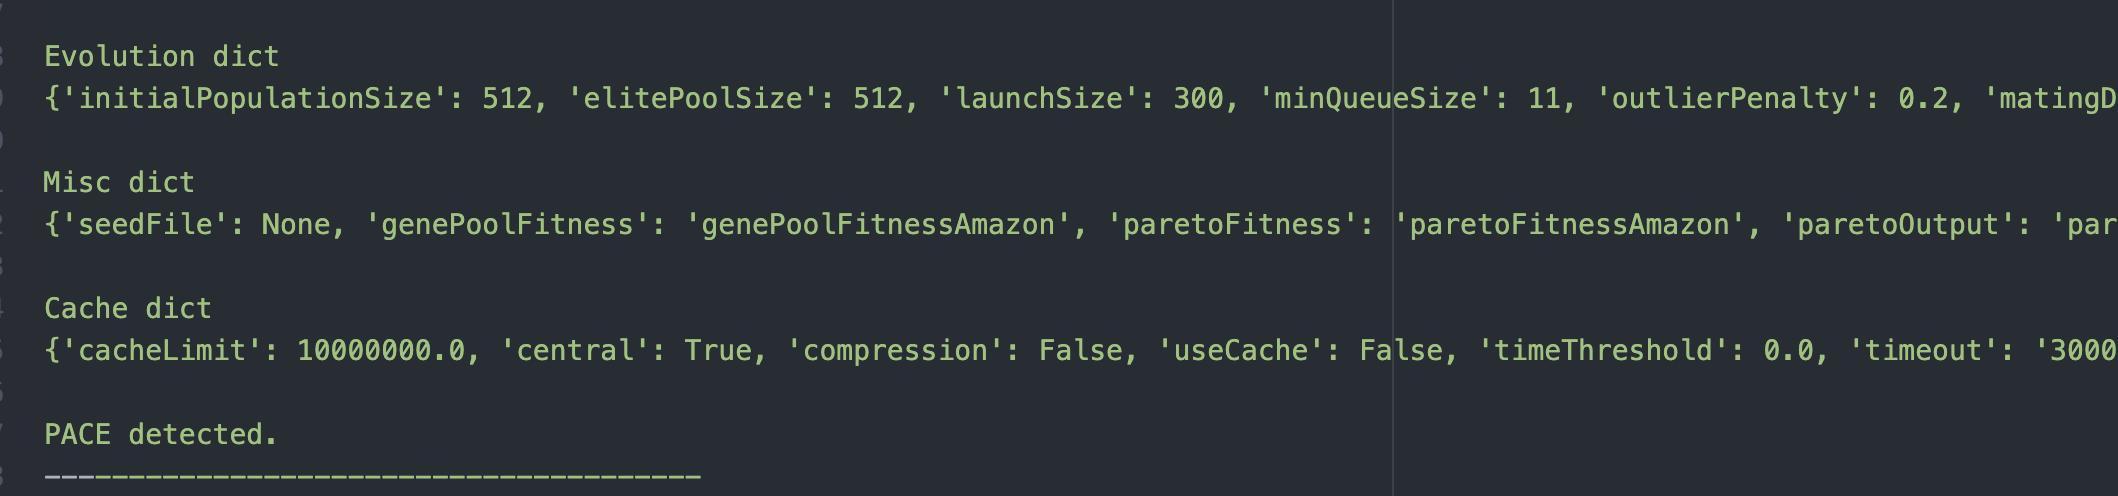 Evolution dict
{'initialPopulationSize': 512, 'elitePoolSize': 512, 'launchSize': 300, 'minQueueSize': 11, 'outlierPenalty': 0.2, 'matingD
Misc dict
{'seedFile': None, 'genePoolFitness': 'genePoolFitnessAmazon', 'paretoFitness': 'paretoFitnessAmazon', 'paretoOutput': 'par
Cache dict
{'cacheLimit': 10000000.0, 'central': True, 'compression': False, 'useCache': False, 'timeThreshold': 0.0, 'timeout': '3000
PACE detected.
---------------------------------------